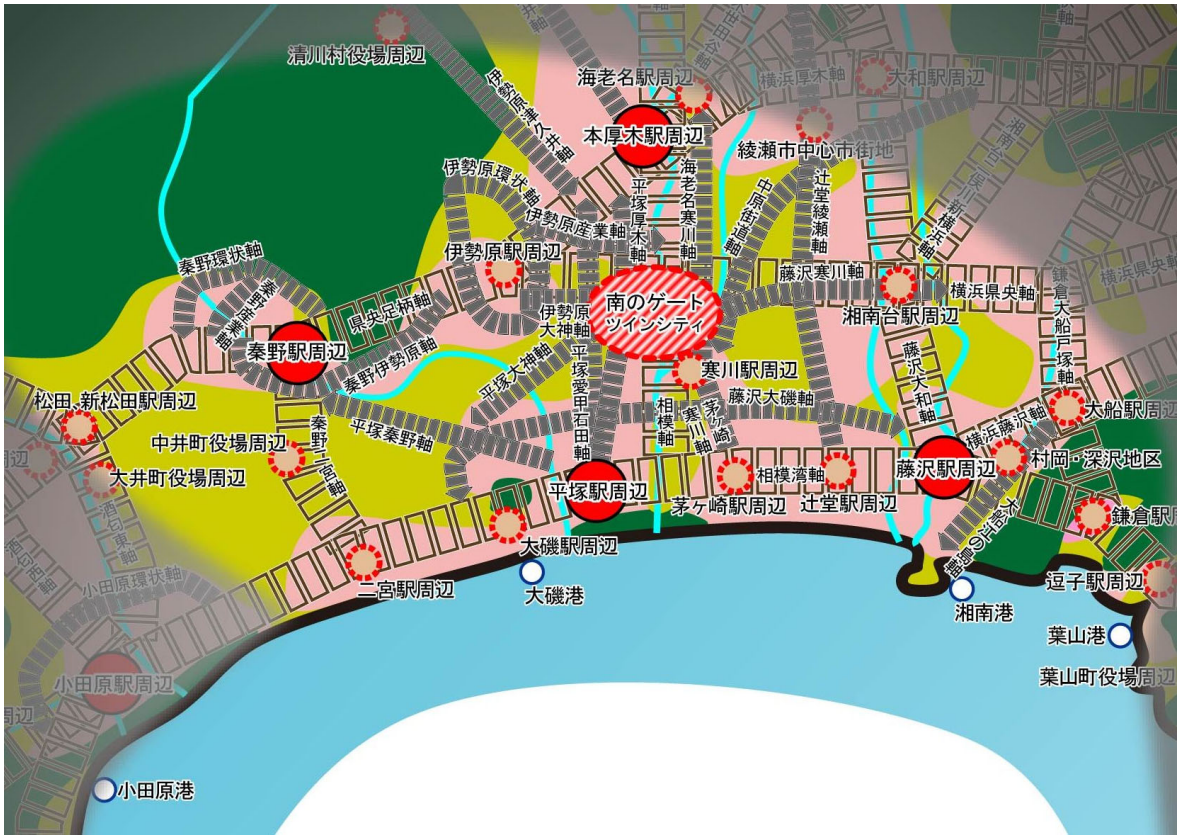 清川村役場周辺
海老名駅周辺
横浜厚木軸
大和駅周辺
伊勢原津久井軸
本厚木駅周辺
綾瀬市中心市街地
伊勢原環状軸
平塚厚木軸
海老名寒川軸
中原街道軸
辻堂綾瀬軸
伊勢原産業軸
秦野環状軸
伊勢原駅周辺
藤沢寒川軸
横浜県央軸
横浜県央軸
秦野産業軸
県央足柄軸
南のゲート
ツインシティ
湘南台駅周辺
鎌倉大船戸塚軸
伊勢原
大神軸
秦野駅周辺
秦野伊勢原軸
平塚大神軸
平塚愛甲石田軸
寒川駅周辺
藤沢大和軸
松田、新松田駅周辺
藤沢大磯軸
大船駅周辺
中井町役場周辺
秦野二宮軸
平塚秦野軸
相模軸
茅ケ崎
寒川軸
横浜藤沢軸
大井町役場周辺
平塚駅周辺
茅ケ崎駅周辺
相模湾軸
辻堂駅周辺
藤沢駅周辺
村岡・深沢地区
酒匂東軸
大船江の島軸
鎌倉駅周
大磯駅周辺
小田原環状軸
二宮駅周辺
大磯港
湘南港
逗子駅周辺
葉山港
小田原駅周辺
葉山町役場周辺
小田原港